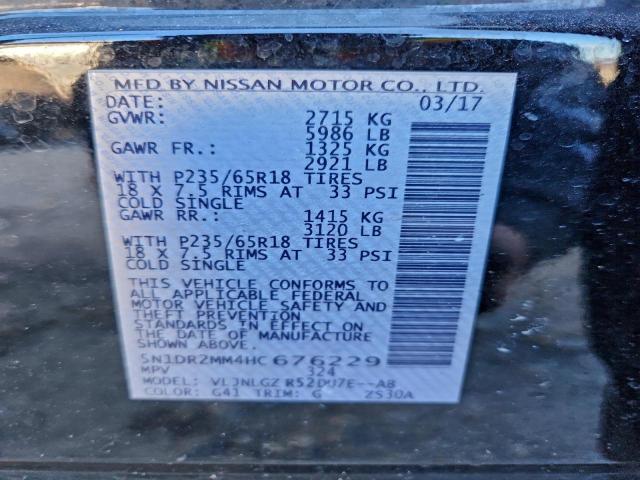 MFD BY NISSAN MOTOR CO., LTD.
DATE: 03/17
GVWR: 2715 KG
5986 LB
GAWR FR.: 1325 KG
2921 LB
WITH P235/65R18 TIRES
18 X 7.5 RIMS AT 33 PSI
COLD SINGLE
GAWR RR.: 1415 KG
3120 LB
WITH P235/65R18 TIRES
18 X 7.5 RIMS AT 33 PSI
COLD SINGLE
THIS VEHICLE CONFORMS TO
ALL APPLICABLE FEDERAL
MOTOR VEHICLE SAFETY AND
THEFT PREVENTION
STANDARDS IN EFFECT ON
THE DATE OF MANUFACTURE
SHOWN ABOVE.
5N1DR2MM4HC676229
MPV 324
MODEL: VLJNLGZ R52DU7E--AB
COLOR: G41 TRIM: G ZS30A